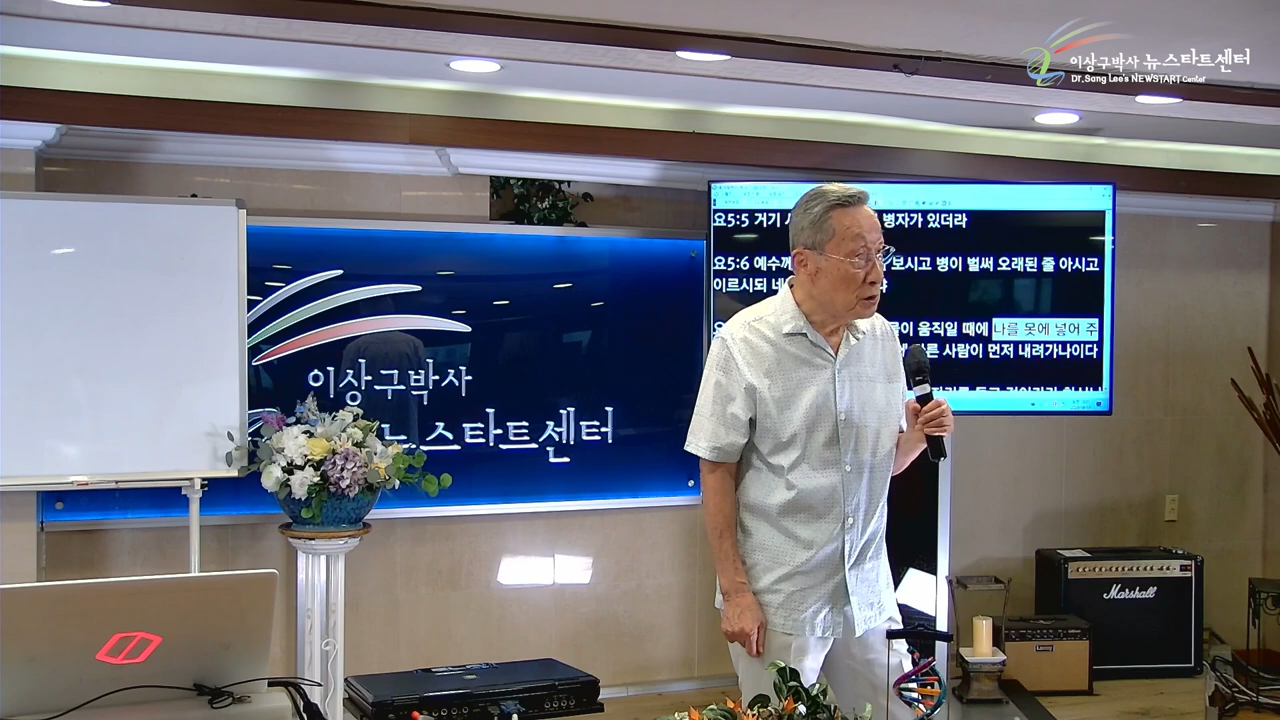 이상구박사 뉴스타트센터
Dr. Sang Lee's NEWSTART Center
요5:5 거기 병자가 있더라
요5:6 예수께 보시고 병이 벌써 오래된 줄 아시고
이르시되 네
움직일 때에 나를 못에 넣어 주
사람이 먼저 내려가나이다
이상구박사
뉴스타트센터
Marshall
Laney